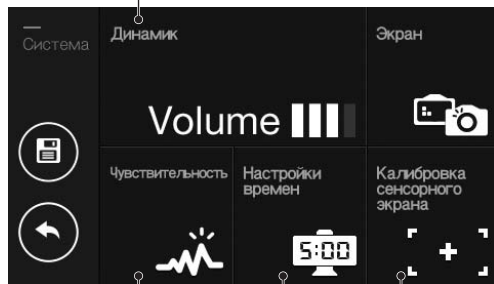 Система
Динамик
Volume
Экран
Чувствительность
Настройки
времен
5:00
Калибровка
сенсорного
экрана